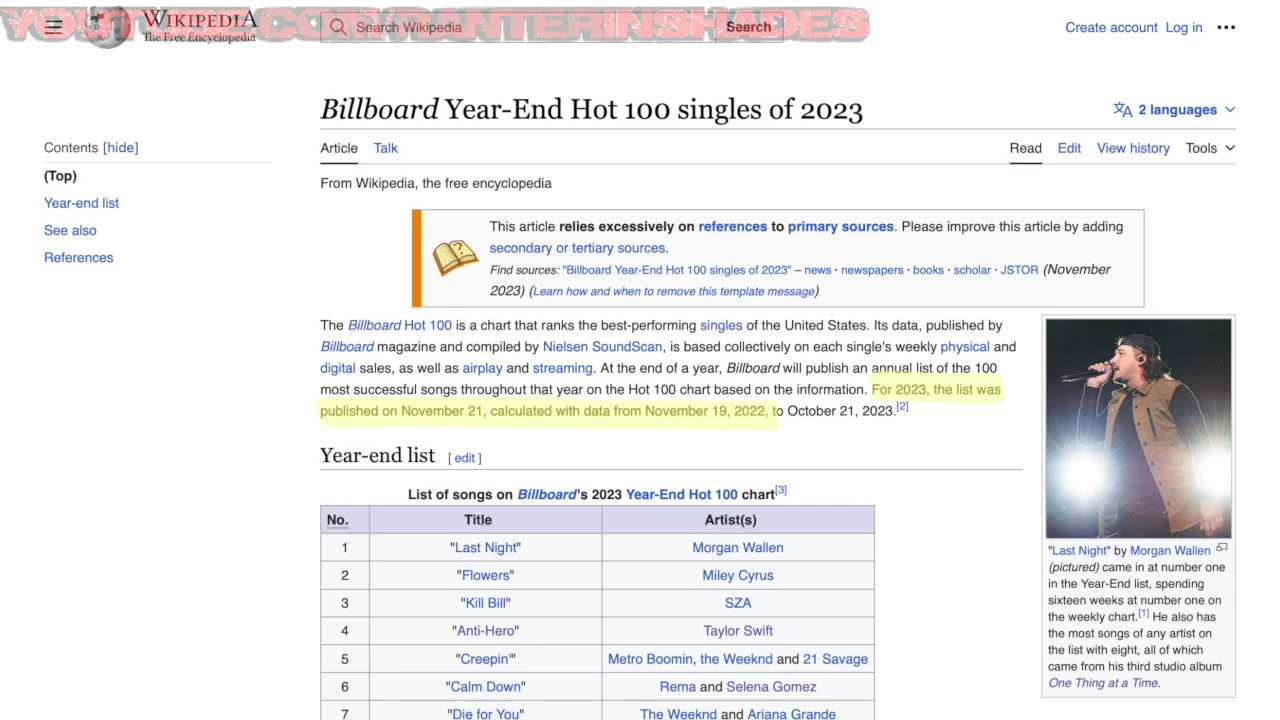 YOUTUBE.COM/BANTERINSHADES
WIKIPEDIA
The Free Encyclopedia
Search Wikipedia
Search
Create account Log in
Billboard Year-End Hot 100 singles of 2023
2 languages
Contents [hide]
(Top)
Year-end list
See also
References
Article Talk
Read Edit View history Tools
From Wikipedia, the free encyclopedia
This article relies excessively on references to primary sources. Please improve this article by adding
secondary or tertiary sources.
Find sources: "Billboard Year-End Hot 100 singles of 2023" – news · newspapers · books · scholar · JSTOR (November
2023) (Learn how and when to remove this template message)
The Billboard Hot 100 is a chart that ranks the best-performing singles of the United States. Its data, published by
Billboard magazine and compiled by Nielsen SoundScan, is based collectively on each single's weekly physical and
digital sales, as well as airplay and streaming. At the end of a year, Billboard will publish an annual list of the 100
most successful songs throughout that year on the Hot 100 chart based on the information. For 2023, the list was
published on November 21, calculated with data from November 19, 2022, to October 21, 2023.[2]
"Last Night" by Morgan Wallen
(pictured) came in at number one
in the Year-End list, spending
sixteen weeks at number one on
the weekly chart.[1] He also has
the most songs of any artist on
the list with eight, all of which
came from his third studio album
One Thing at a Time.
Year-end list [ edit ]
List of songs on Billboard's 2023 Year-End Hot 100 chart[3]
No. Title Artist(s)
1 "Last Night" Morgan Wallen
2 "Flowers" Miley Cyrus
3 "Kill Bill" SZA
4 "Anti-Hero" Taylor Swift
5 "Creepin'" Metro Boomin, the Weeknd and 21 Savage
6 "Calm Down" Rema and Selena Gomez
7 "Die for You" The Weeknd and Ariana Grande